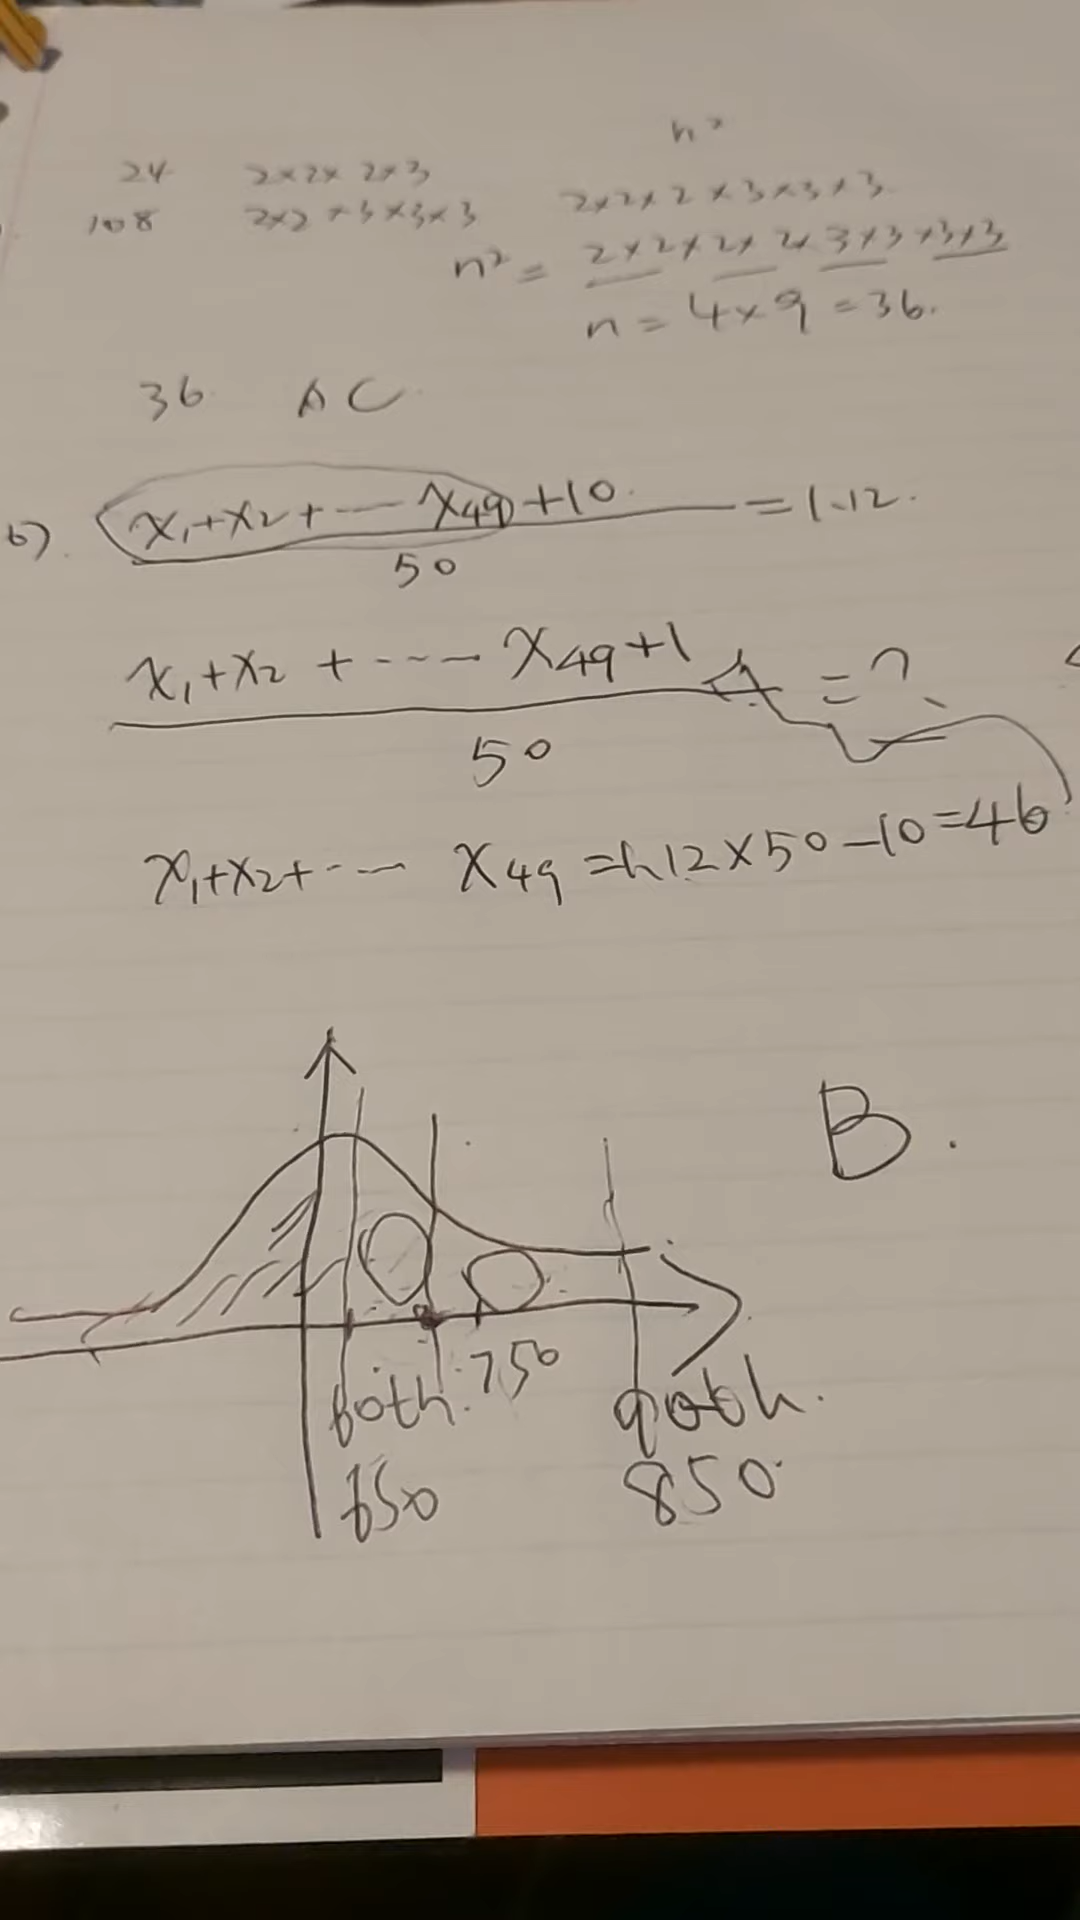 n²
24 2×2×2×3
2×2×2×3×3×3
108 2×2×3×3×3
n² = 2×2×2×2×3×3×3×3
n = 4×9 = 36.
36. AC.
b) x₁+x₂+---- x₄₉+10. = 1.12.
50
x₁+x₂ + ---- x₄₉+1 = ?
50
x₁+x₂+---- x₄₉ = 1.12×50-10=46
B.
60th. 750 90th.
650 850